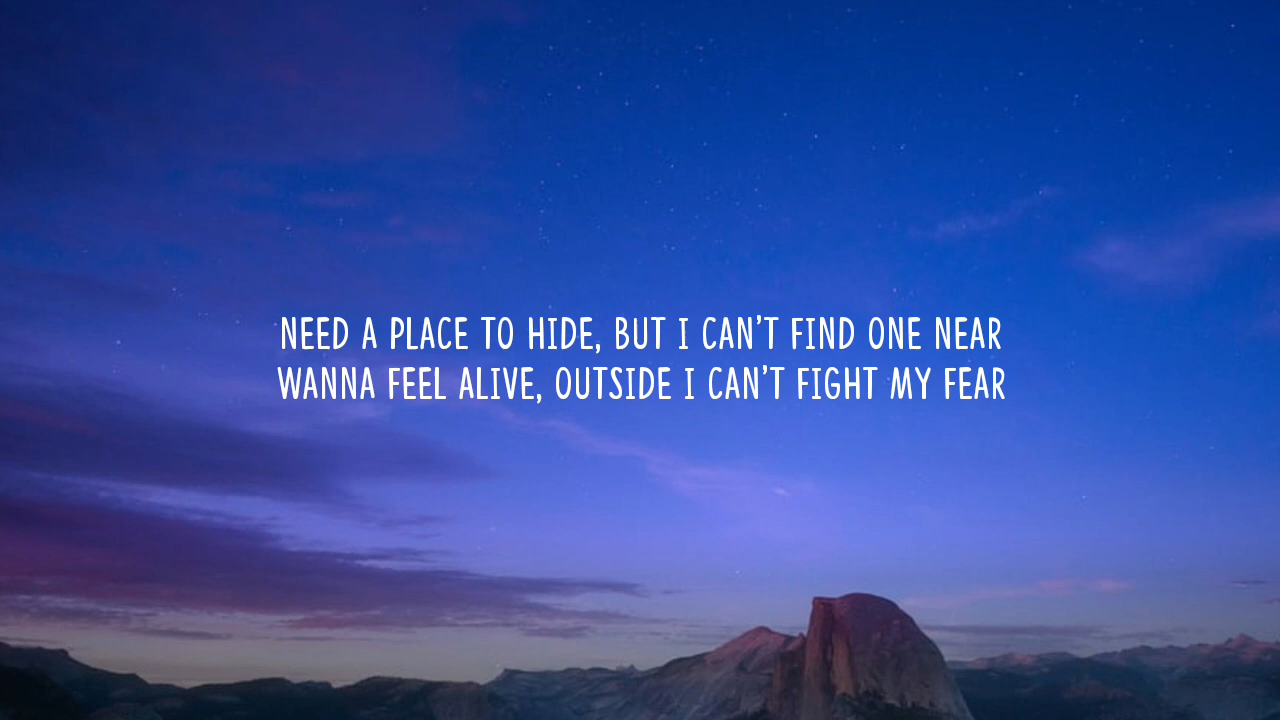 NEED A PLACE TO HIDE, BUT I CAN’T FIND ONE NEAR
WANNA FEEL ALIVE, OUTSIDE I CAN’T FIGHT MY FEAR